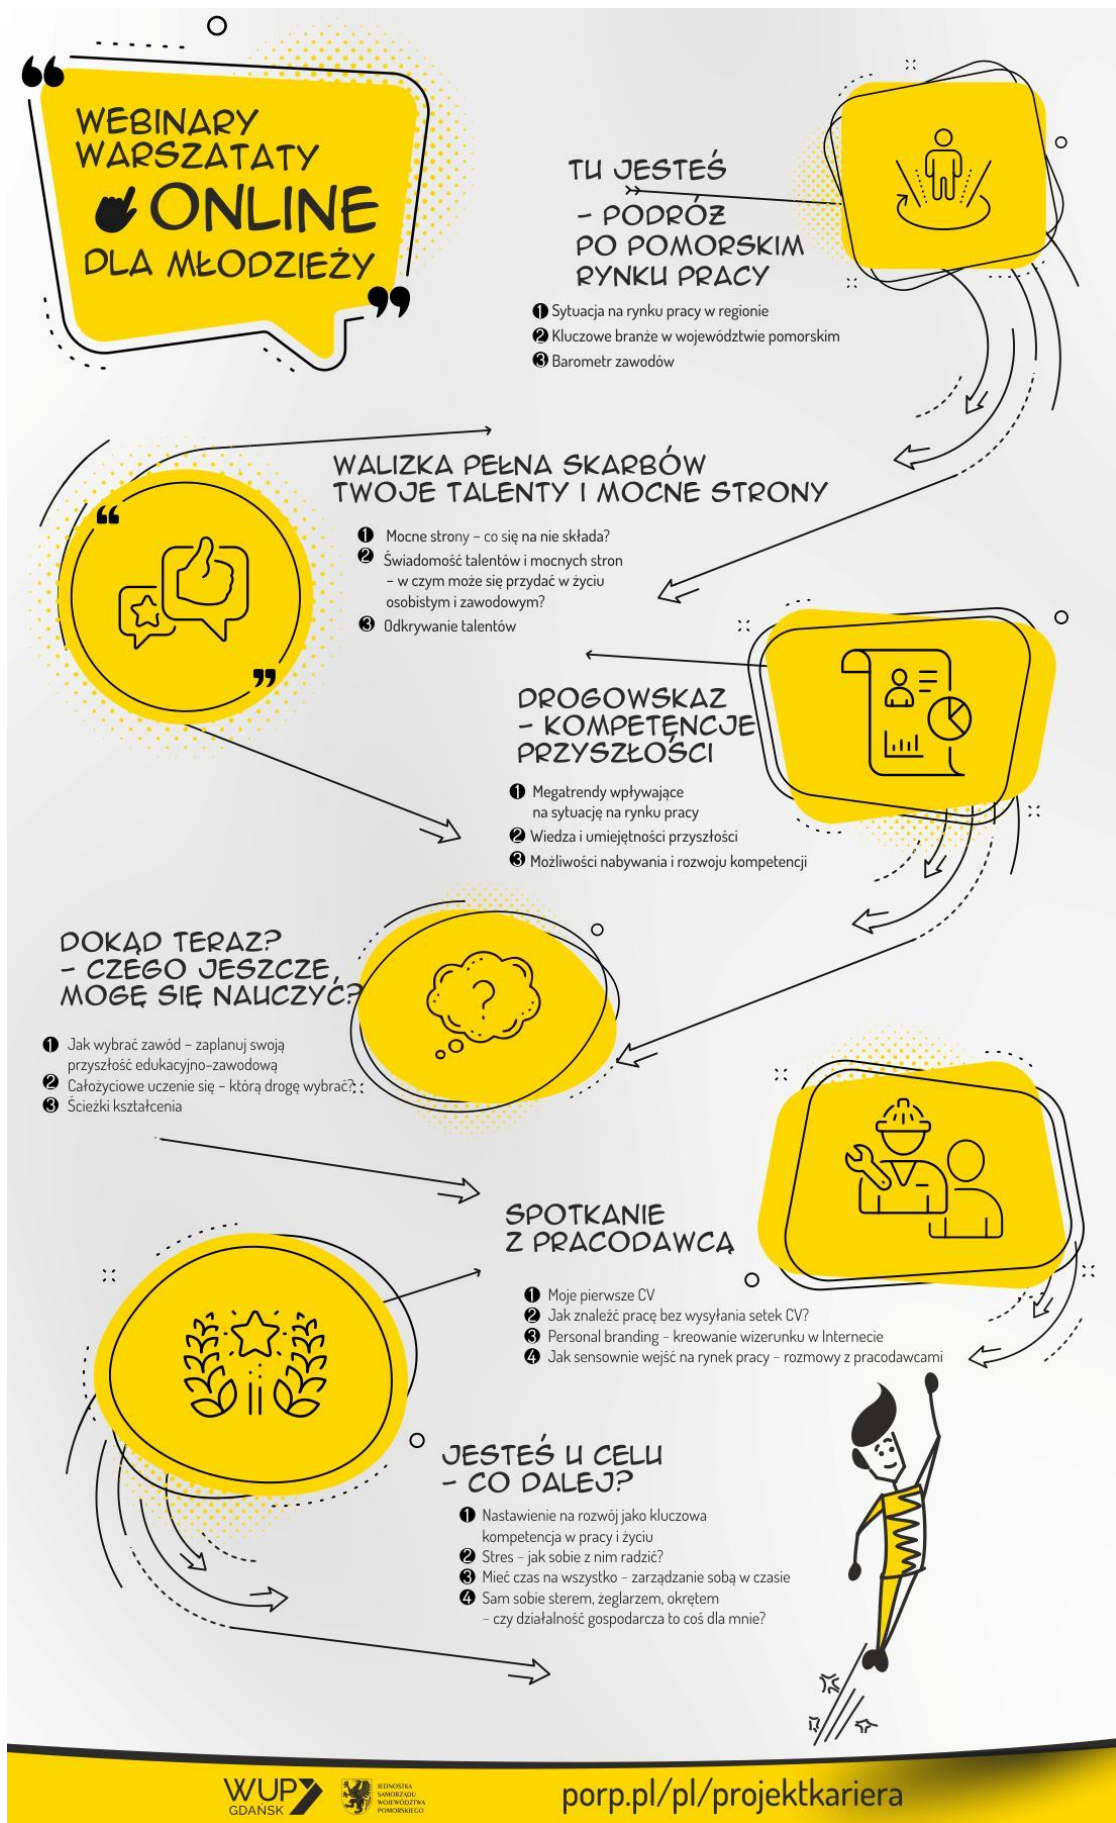 WEBINARY
WARSZATATY
ONLINE
DLA MŁODZIEŻY
TU JESTEŚ
– PODRÓŻ
PO POMORSKIM
RYNKU PRACY
1 Sytuacja na rynku pracy w regionie
2 Kluczowe branże w województwie pomorskim
3 Barometr zawodów
WALIZKA PEŁNA SKARBÓW
TWOJE TALENTY I MOCNE STRONY
1 Mocne strony – co się na nie składa?
2 Świadomość talentów i mocnych stron
– w czym może się przydać w życiu
osobistym i zawodowym?
3 Odkrywanie talentów
DROGOWSKAZ
– KOMPETENCJE
PRZYSZŁOŚCI
1 Megatrendy wpływające
na sytuację na rynku pracy
2 Wiedza i umiejętności przyszłości
3 Możliwości nabywania i rozwoju kompetencji
DOKĄD TERAZ?
– CZEGO JESZCZE
MOGĘ SIĘ NAUCZYĆ?
1 Jak wybrać zawód – zaplanuj swoją
przyszłość edukacyjno-zawodową
2 Całożyciowe uczenie się – którą drogę wybrać?
3 Ścieżki kształcenia
SPOTKANIE
Z PRACODAWCĄ
1 Moje pierwsze CV
2 Jak znaleźć pracę bez wysyłania setek CV?
3 Personal branding – kreowanie wizerunku w Internecie
4 Jak sensownie wejść na rynek pracy – rozmowy z pracodawcami
JESTEŚ U CELU
– CO DALEJ?
1 Nastawienie na rozwój jako kluczowa
kompetencja w pracy i życiu
2 Stres – jak sobie z nim radzić?
3 Mieć czas na wszystko – zarządzanie sobą w czasie
4 Sam sobie sterem, żeglarzem, okrętem
– czy działalność gospodarcza to coś dla mnie?
WUP
GDAŃSK
JEDNOSTKA
SAMORZĄDU
WOJEWÓDZTWA
POMORSKIEGO
porp.pl/pl/projektkariera